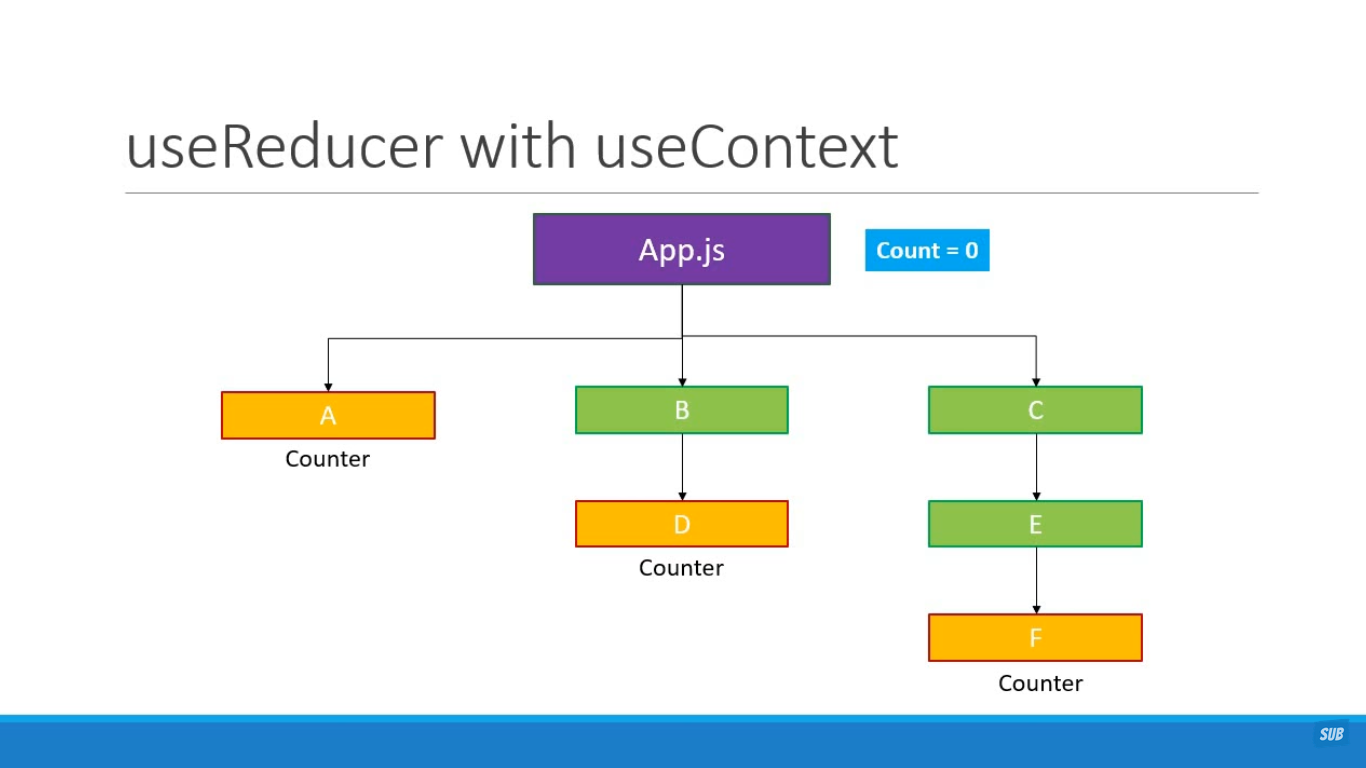 useReducer with useContext
App.js
Count = 0
A
B
C
Counter
D
E
Counter
F
Counter
SUB